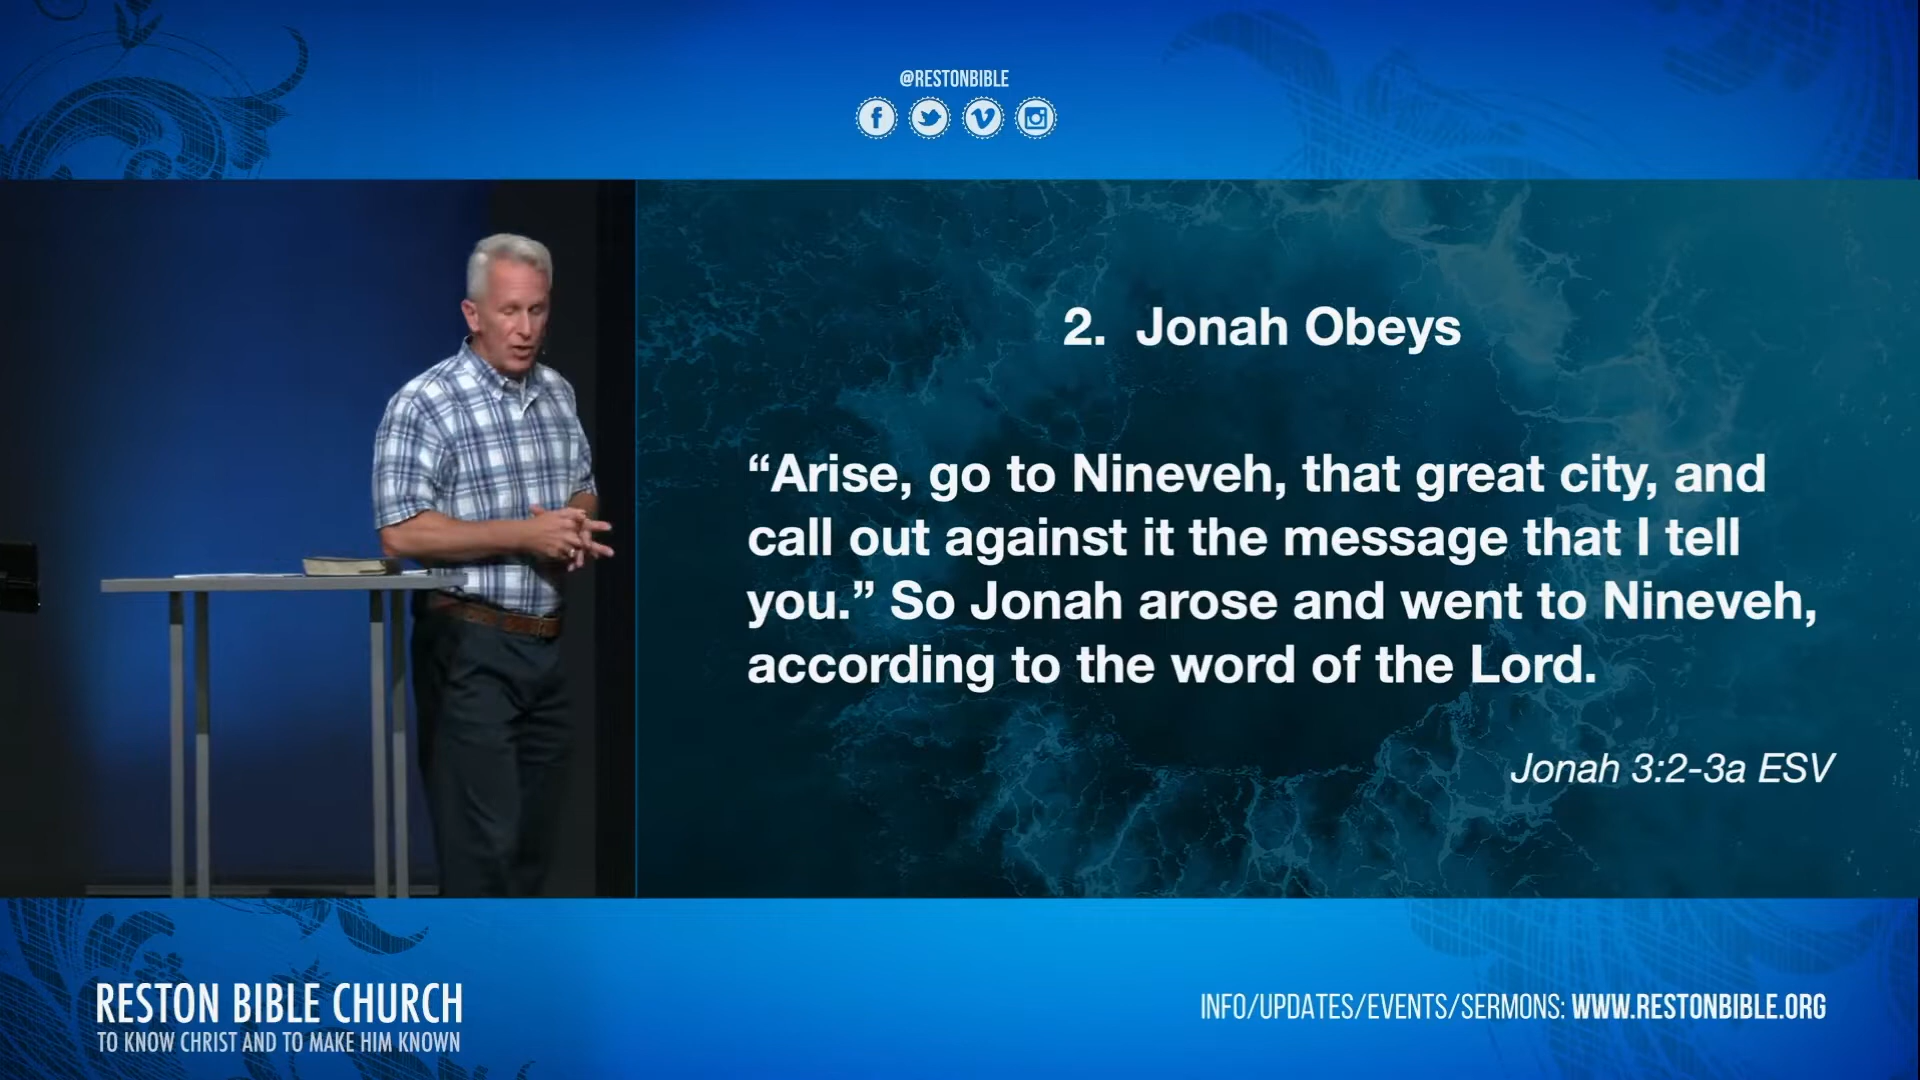 @RESTONBIBLE
2. Jonah Obeys
“Arise, go to Nineveh, that great city, and
call out against it the message that I tell
you.” So Jonah arose and went to Nineveh,
according to the word of the Lord.
Jonah 3:2-3a ESV
RESTON BIBLE CHURCH
TO KNOW CHRIST AND TO MAKE HIM KNOWN
INFO/UPDATES/EVENTS/SERMONS: WWW.RESTONBIBLE.ORG